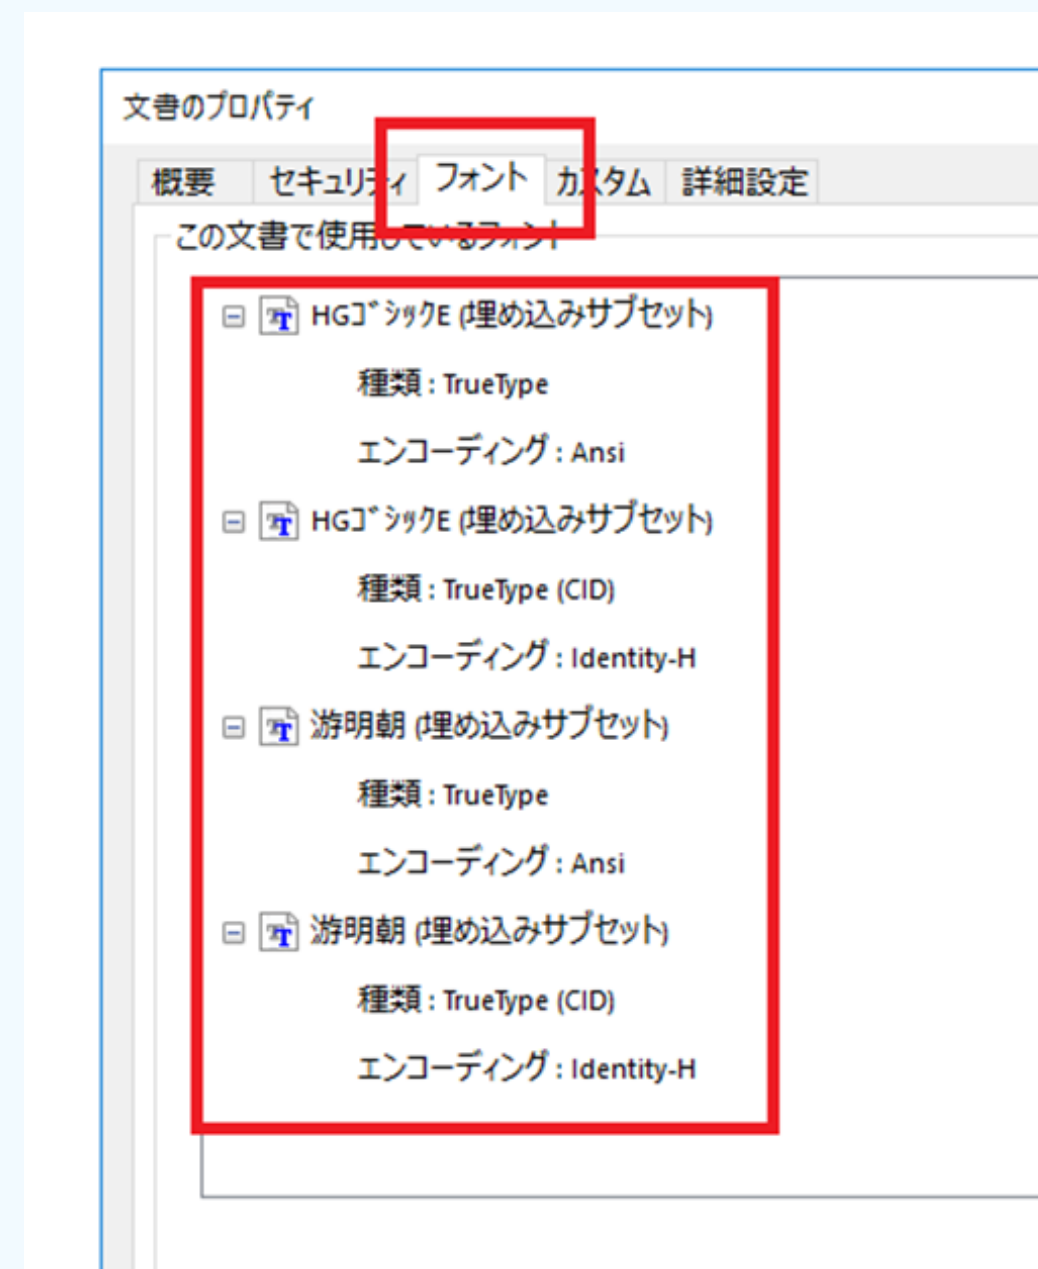 文書のプロパティ
概要 セキュリティ フォント カスタム 詳細設定
この文書で使用しているフォント
HGｺﾞｼｯｸE (埋め込みサブセット)
種類 : TrueType
エンコーディング : Ansi
HGｺﾞｼｯｸE (埋め込みサブセット)
種類 : TrueType (CID)
エンコーディング : Identity-H
游明朝 (埋め込みサブセット)
種類 : TrueType
エンコーディング : Ansi
游明朝 (埋め込みサブセット)
種類 : TrueType (CID)
エンコーディング : Identity-H